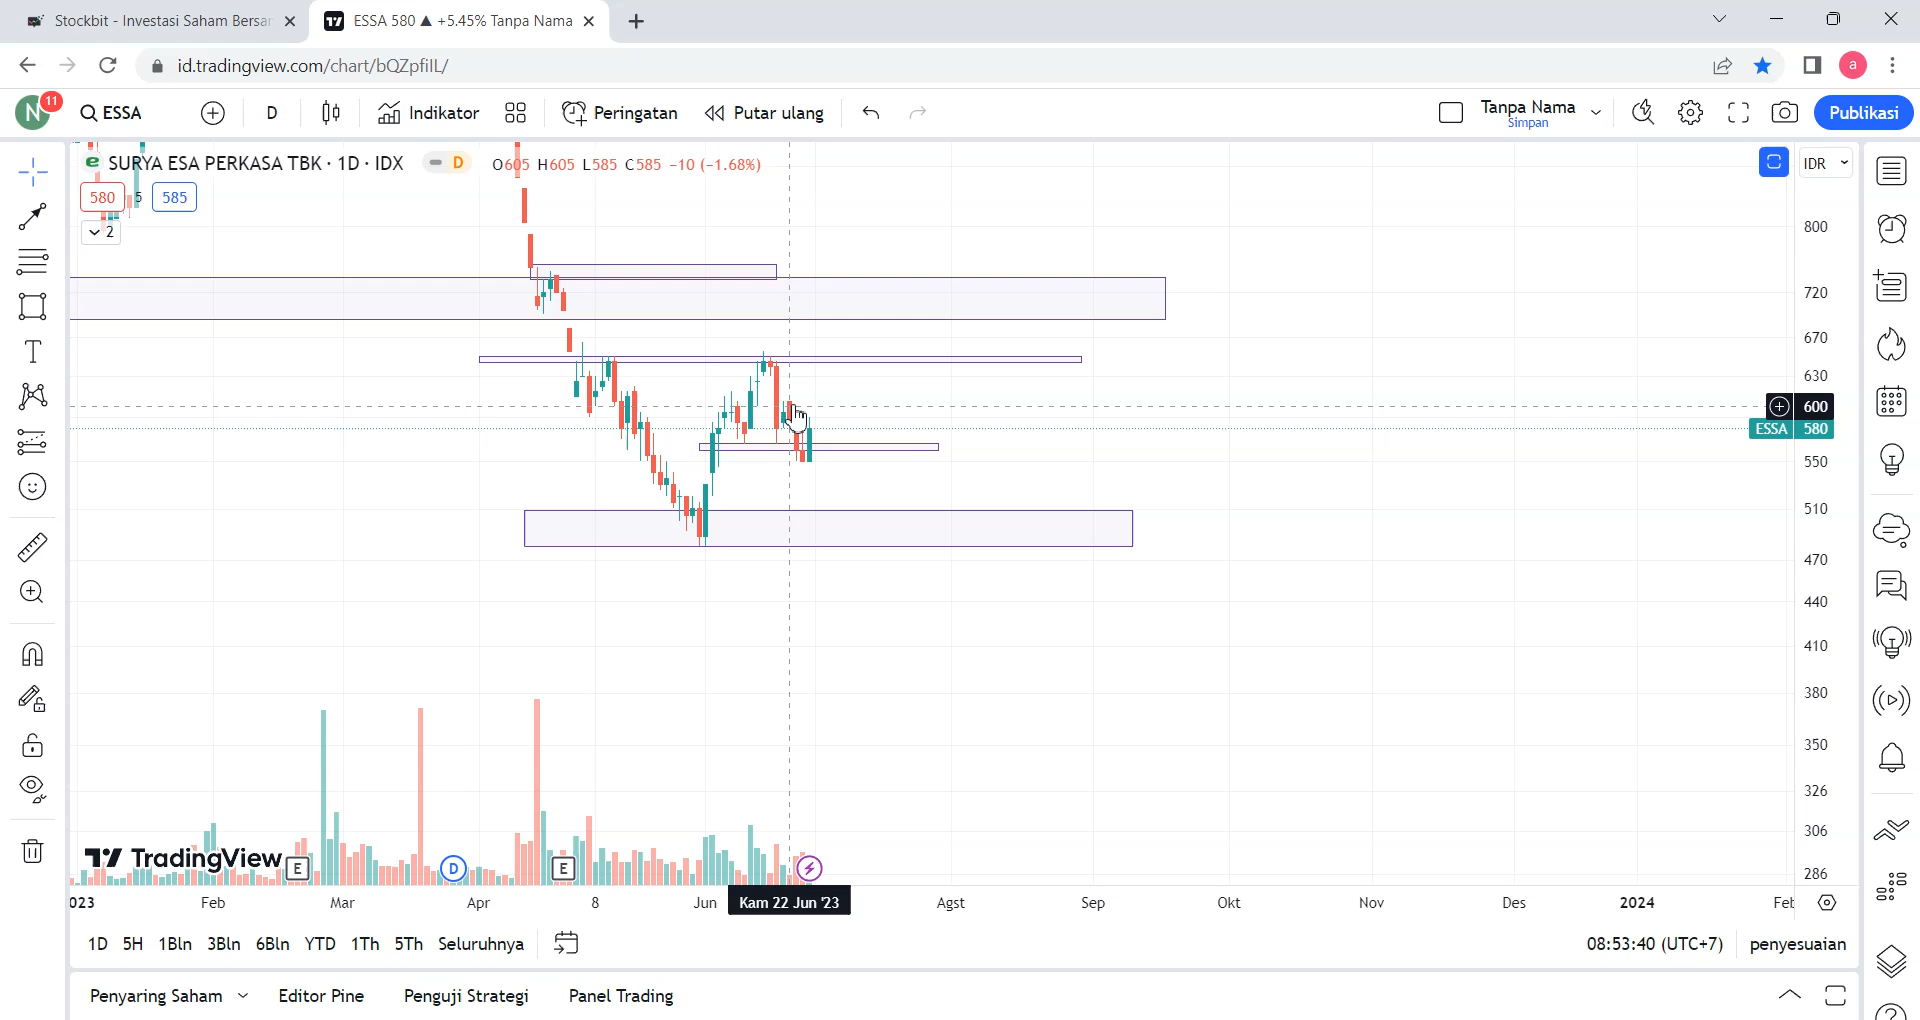 Stockbit - Investasi Saham Bersar
ESSA 580 ▲ +5.45% Tanpa Nama
id.tradingview.com/chart/bQZpfiIL/
a
N
11
ESSA
D
Indikator
Peringatan
Putar ulang
Tanpa Nama
Simpan
Publikasi
SURYA ESA PERKASA TBK · 1D · IDX
D
O605 H605 L585 C585 −10 (−1.68%)
IDR
580
5
585
2
800
720
670
630
600
ESSA 580
550
510
470
440
410
380
350
326
306
286
TradingView
E
D
E
023
Feb
Mar
Apr
8
Jun
Kam 22 Jun '23
Agst
Sep
Okt
Nov
Des
2024
Feb
1D 5H 1Bln 3Bln 6Bln YTD 1Th 5Th Seluruhnya
08:53:40 (UTC+7)
penyesuaian
Penyaring Saham
Editor Pine
Penguji Strategi
Panel Trading